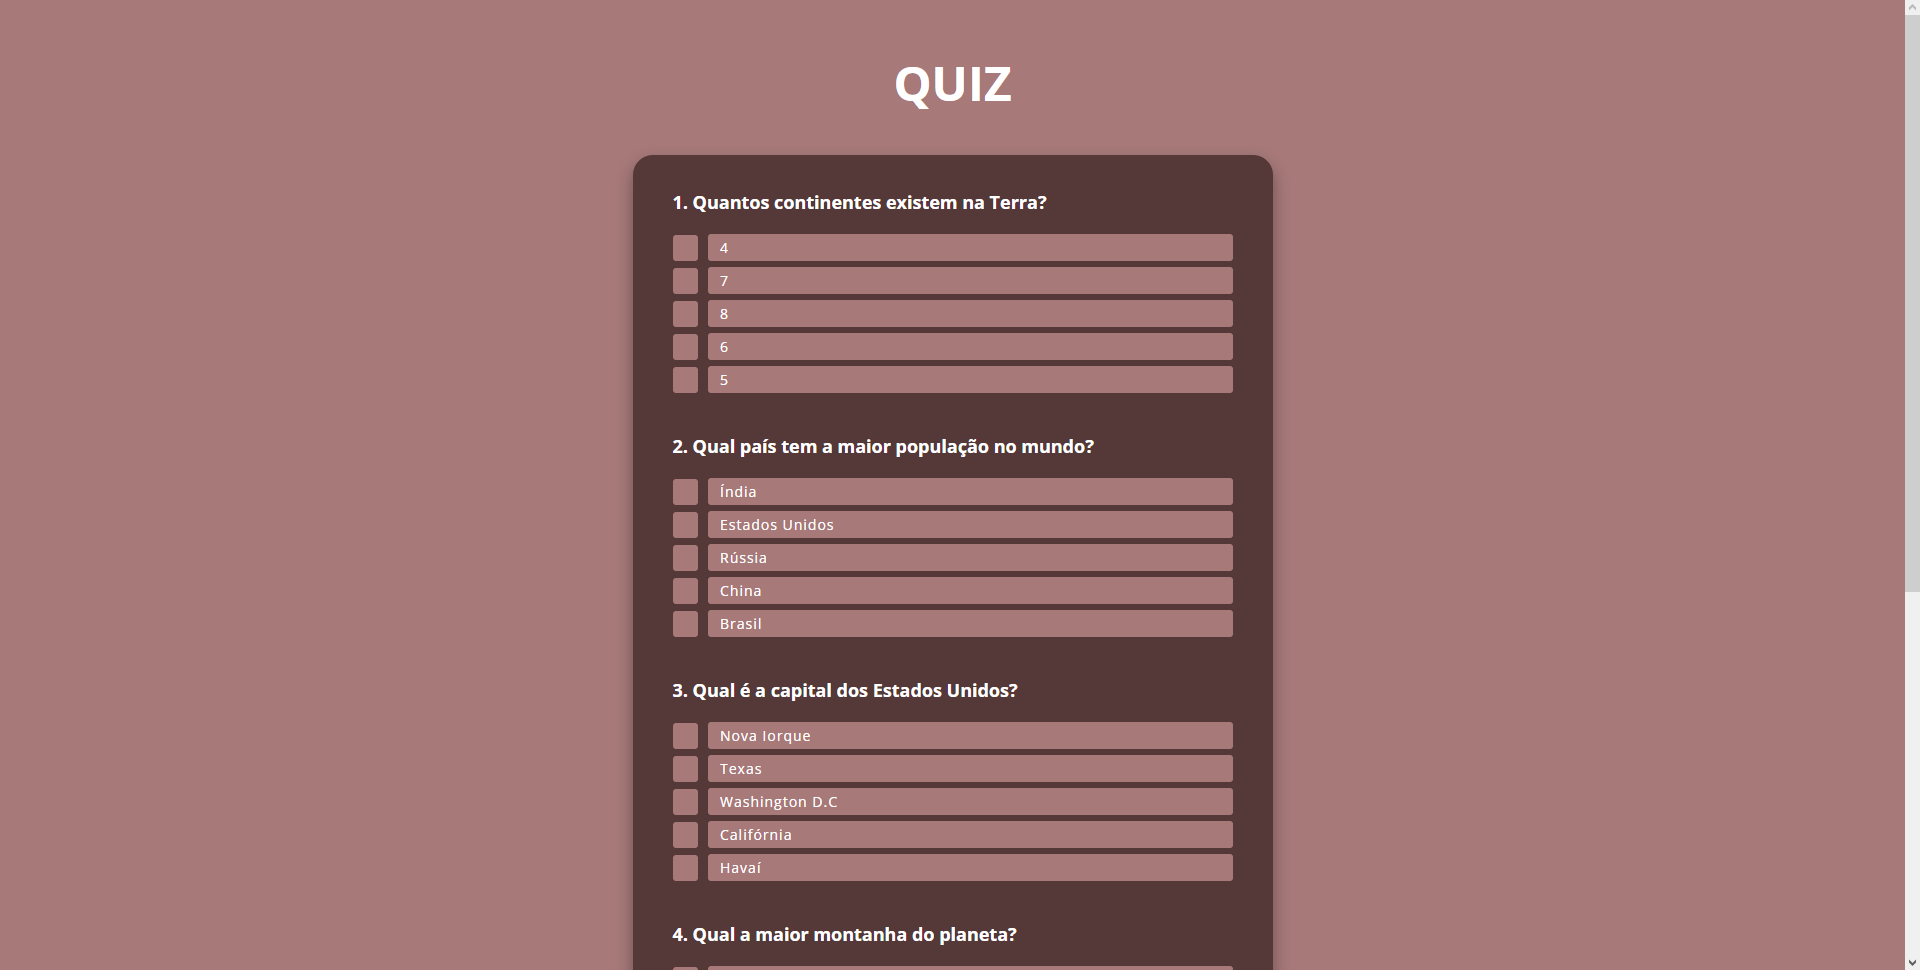 QUIZ
1. Quantos continentes existem na Terra?
4
7
8
6
5
2. Qual país tem a maior população no mundo?
Índia
Estados Unidos
Rússia
China
Brasil
3. Qual é a capital dos Estados Unidos?
Nova Iorque
Texas
Washington D.C
Califórnia
Havaí
4. Qual a maior montanha do planeta?